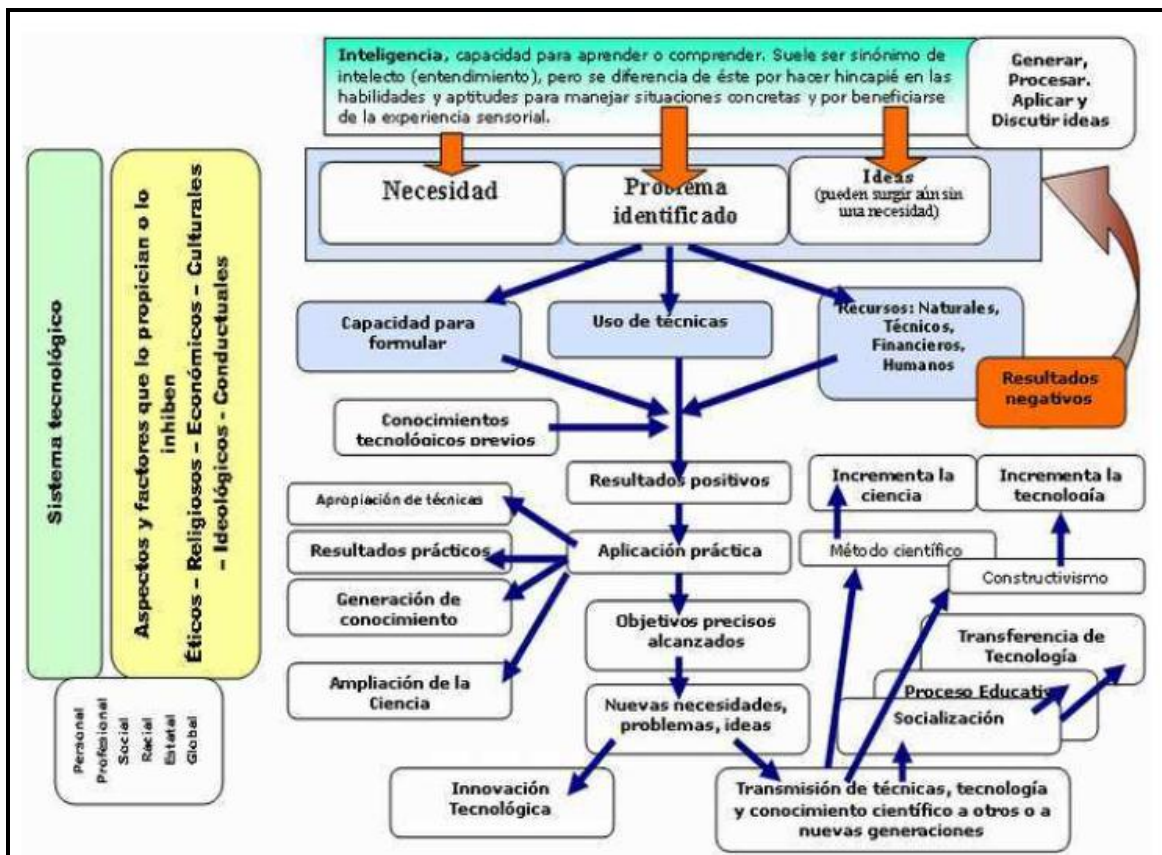 Inteligencia, capacidad para aprender o comprender. Suele ser sinónimo de
intelecto (entendimiento), pero se diferencia de éste por hacer hincapié en las
habilidades y aptitudes para manejar situaciones concretas y por beneficiarse
de la experiencia sensorial.
Generar,
Procesar.
Aplicar y
Discutir ideas
Necesidad
Problema
identificado
Ideas
(pueden surgir aún sin
una necesidad)
Capacidad para
formular
Uso de técnicas
Recursos: Naturales,
Técnicos,
Financieros,
Humanos
Resultados
negativos
Conocimientos
tecnológicos previos
Resultados positivos
Incrementa la
ciencia
Incrementa la
tecnología
Apropiación de técnicas
Resultados prácticos
Aplicación práctica
Método científico
Constructivismo
Generación de
conocimiento
Objetivos precisos
alcanzados
Transferencia de
Tecnología
Proceso Educativ
Socialización
Ampliación de la
Ciencia
Nuevas necesidades,
problemas, ideas
Innovación
Tecnológica
Transmisión de técnicas, tecnología
y conocimiento científico a otros o a
nuevas generaciones
Sistema tecnológico
Aspectos y factores que lo propician o lo
inhiben
Éticos – Religiosos – Económicos – Culturales
– Ideológicos - Conductuales
Personal
Profesional
Social
Racial
Estatal
Global